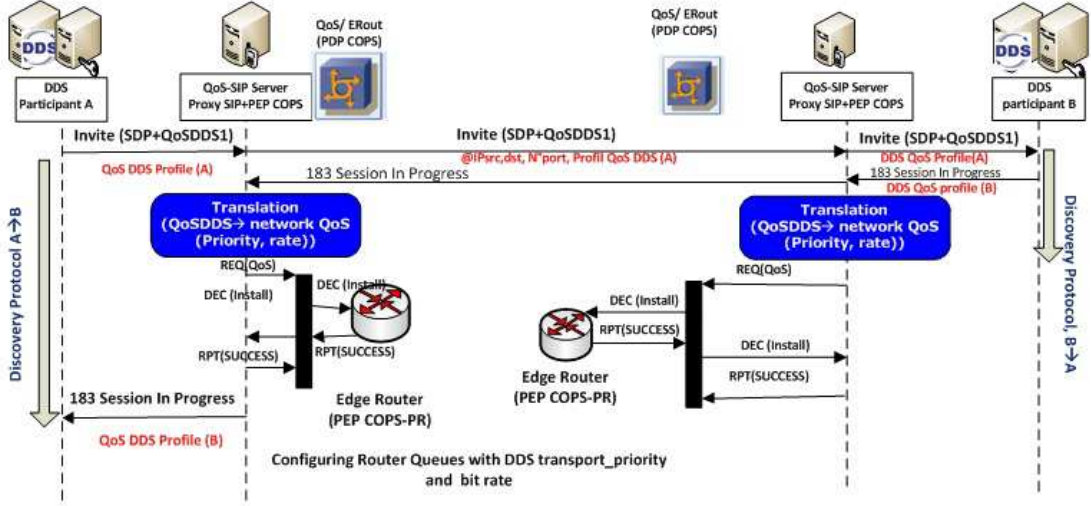 QoS/ ERout
(PDP COPS)
QoS/ ERout
(PDP COPS)
DDS
DDS
DDS
Participant A
QoS-SIP Server
Proxy SIP+PEP COPS
QoS-SIP Server
Proxy SIP+PEP COPS
DDS
participant B
Invite (SDP+QoSDDS1)
Invite (SDP+QoSDDS1)
Invite (SDP+QoSDDS1)
QoS DDS Profile (A)
@IPsrc,dst, N°port, Profil QoS DDS (A)
DDS QoS Profile(A)
183 Session In Progress
183 Session In Progress
DDS QoS profile (B)
Discovery Protocol A→B
Discovery Protocol, B→A
Translation
(QoSDDS→ network QoS
(Priority, rate))
Translation
(QoSDDS→ network QoS
(Priority, rate))
REQ(QoS)
DEC (Install)
DEC (Install)
RPT(SUCCESS)
RPT(SUCCESS)
REQ(QoS)
DEC (Install)
RPT(SUCCESS)
DEC (Install)
RPT(SUCCESS)
Edge Router
(PEP COPS-PR)
Edge Router
(PEP COPS-PR)
183 Session In Progress
QoS DDS Profile (B)
Configuring Router Queues with DDS transport_priority
and bit rate